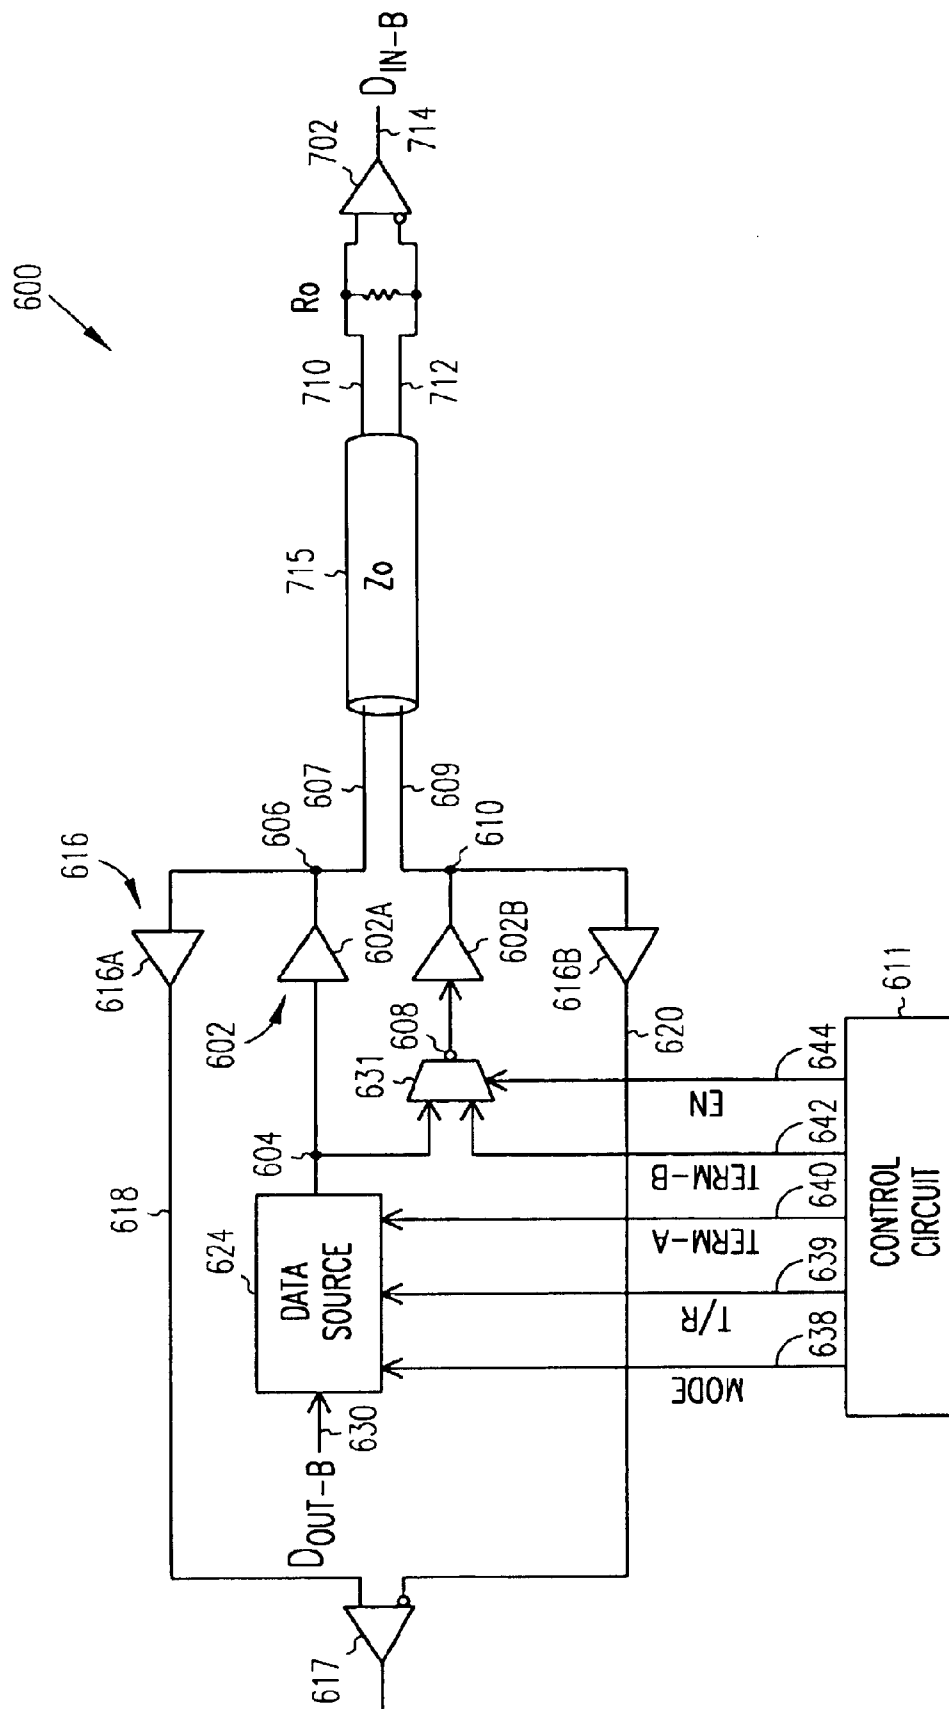 600
D_IN-B
714
702
Ro
710
712
715
Zo
607
609
606
610
616
616A
602A
602
602B
616B
608
631
604
618
620
624
DATA
SOURCE
D_OUT-B
630
617
EN
TERM-B
TERM-A
T/R
MODE
644
642
640
639
638
611
CONTROL
CIRCUIT